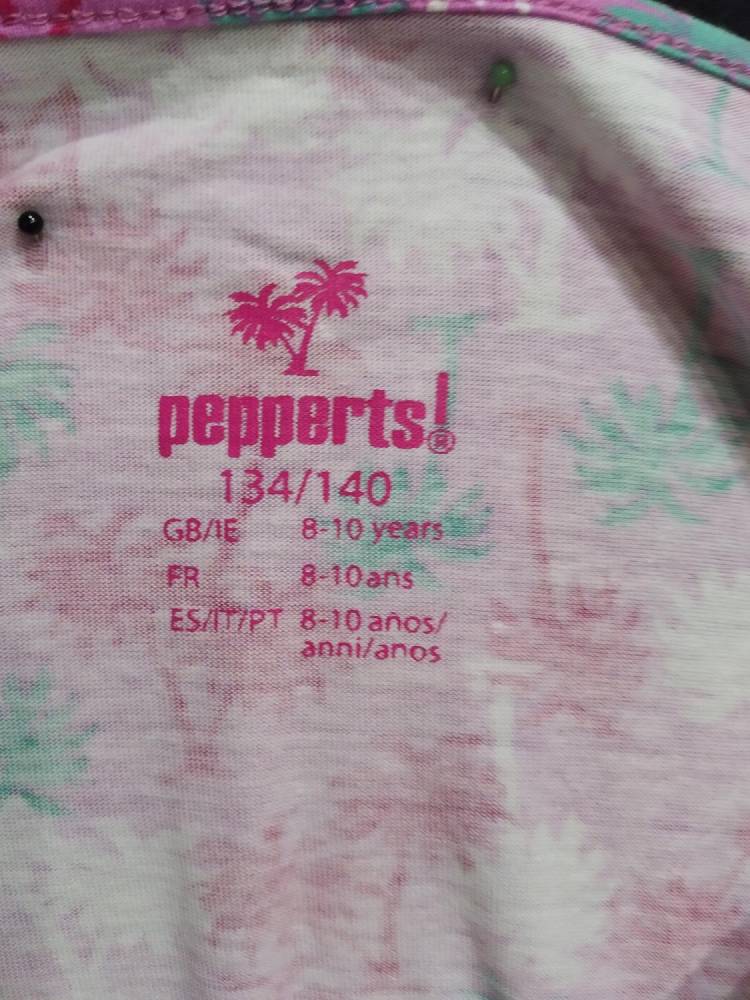 pepperts!®
134/140
GB/IE 8-10 years
FR 8-10 ans
ES/IT/PT 8-10 años/
anni/anos